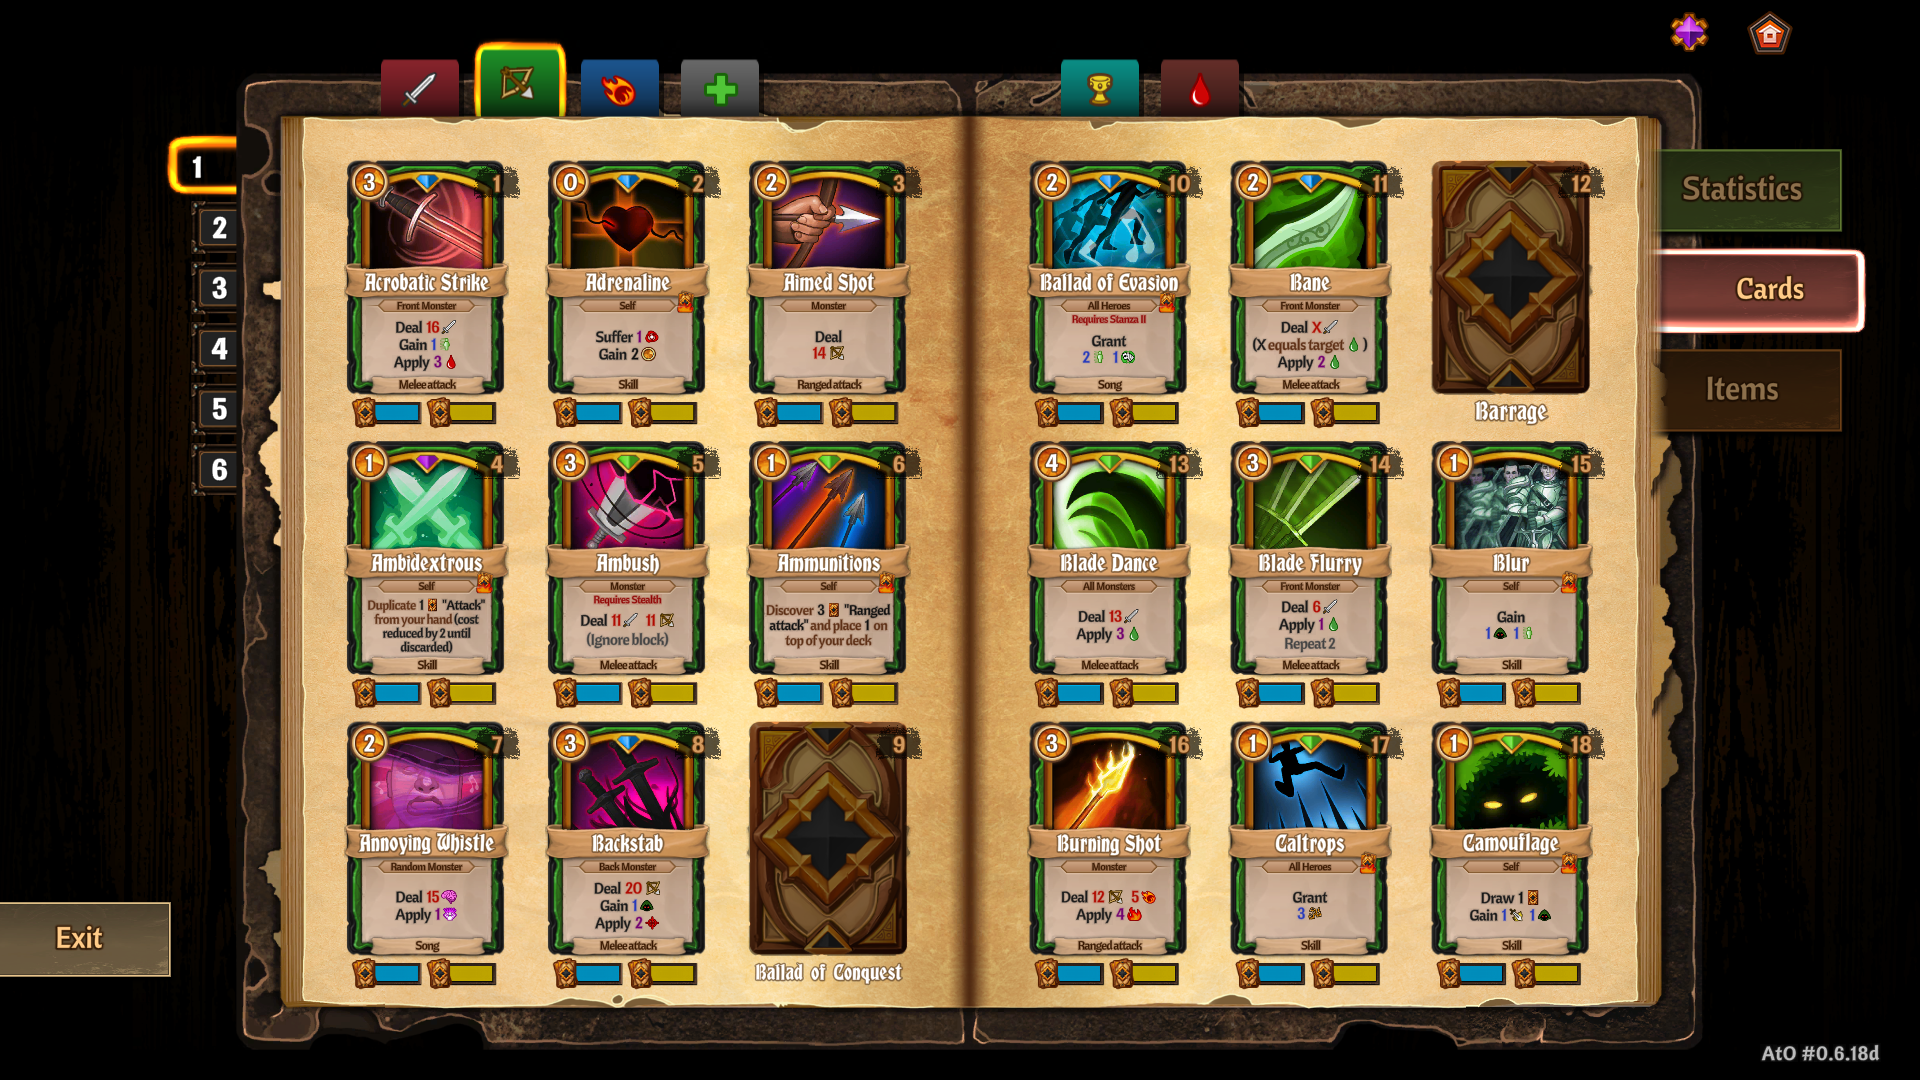 1
2
3
4
5
6
Statistics
Cards
Items
Exit
3
1
Acrobatic Strike
Front Monster
Deal 16
Gain 1
Apply 3
Melee attack
0
2
Adrenaline
Self
Suffer 1
Gain 2
Skill
2
3
Aimed Shot
Monster
Deal
14
Ranged attack
1
4
Ambidextrous
Self
Duplicate 1 "Attack"
from your hand (cost
reduced by 2 until
discarded)
Skill
3
5
Ambush
Monster
Requires Stealth
Deal 11 11
(Ignore block)
Melee attack
1
6
Ammunitions
Self
Discover 3 "Ranged
attack" and place 1 on
top of your deck
Skill
2
7
Annoying Whistle
Random Monster
Deal 15
Apply 1
Song
3
8
Backstab
Back Monster
Deal 20
Gain 1
Apply 2
Melee attack
9
Ballad of Conquest
2
10
Ballad of Evasion
All Heroes
Requires Stanza II
Grant
2 1
Song
2
11
Bane
Front Monster
Deal X
(X equals target )
Apply 2
Melee attack
12
Barrage
4
13
Blade Dance
All Monsters
Deal 13
Apply 3
Melee attack
3
14
Blade Flurry
Front Monster
Deal 6
Apply 1
Repeat 2
Melee attack
1
15
Blur
Self
Gain
1 1
Skill
3
16
Burning Shot
Monster
Deal 12 5
Apply 4
Ranged attack
1
17
Caltrops
All Heroes
Grant
3
Skill
1
18
Camouflage
Self
Draw 1
Gain 1 1
Skill
AtO #0.6.18d